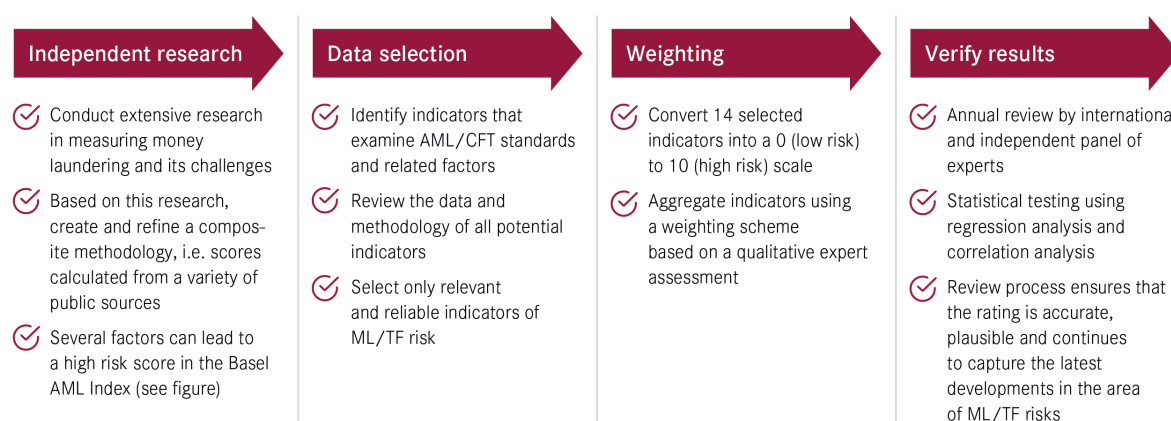 Independent research
Conduct extensive research
in measuring money
laundering and its challenges
Based on this research,
create and refine a compos-
ite methodology, i.e. scores
calculated from a variety of
public sources
Several factors can lead to
a high risk score in the Basel
AML Index (see figure)
Data selection
Identify indicators that
examine AML/CFT standards
and related factors
Review the data and
methodology of all potential
indicators
Select only relevant
and reliable indicators of
ML/TF risk
Weighting
Convert 14 selected
indicators into a 0 (low risk)
to 10 (high risk) scale
Aggregate indicators using
a weighting scheme
based on a qualitative expert
assessment
Verify results
Annual review by internationa
and independent panel of
experts
Statistical testing using
regression analysis and
correlation analysis
Review process ensures that
the rating is accurate,
plausible and continues
to capture the latest
developments in the area
of ML/TF risks